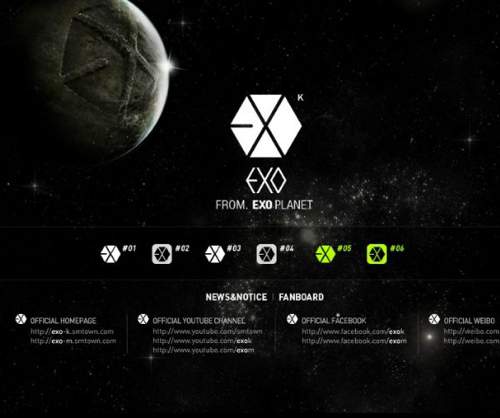 K
EXO
FROM. EXO PLANET
#01 #02 #03 #04 #05 #06
NEWS&NOTICE | FANBOARD
OFFICIAL HOMEPAGE
http://exo-k.smtown.com
http://exo-m.smtown.com
OFFICIAL YOUTUBE CHANNEL
http://www.youtube.com/smtown
http://www.youtube.com/exok
http://www.youtube.com/exom
OFFICIAL FACEBOOK
http://www.facebook.com/exok
http://www.facebook.com/exom
OFFICIAL WEIBO
http://weibo.com
http://weibo.com